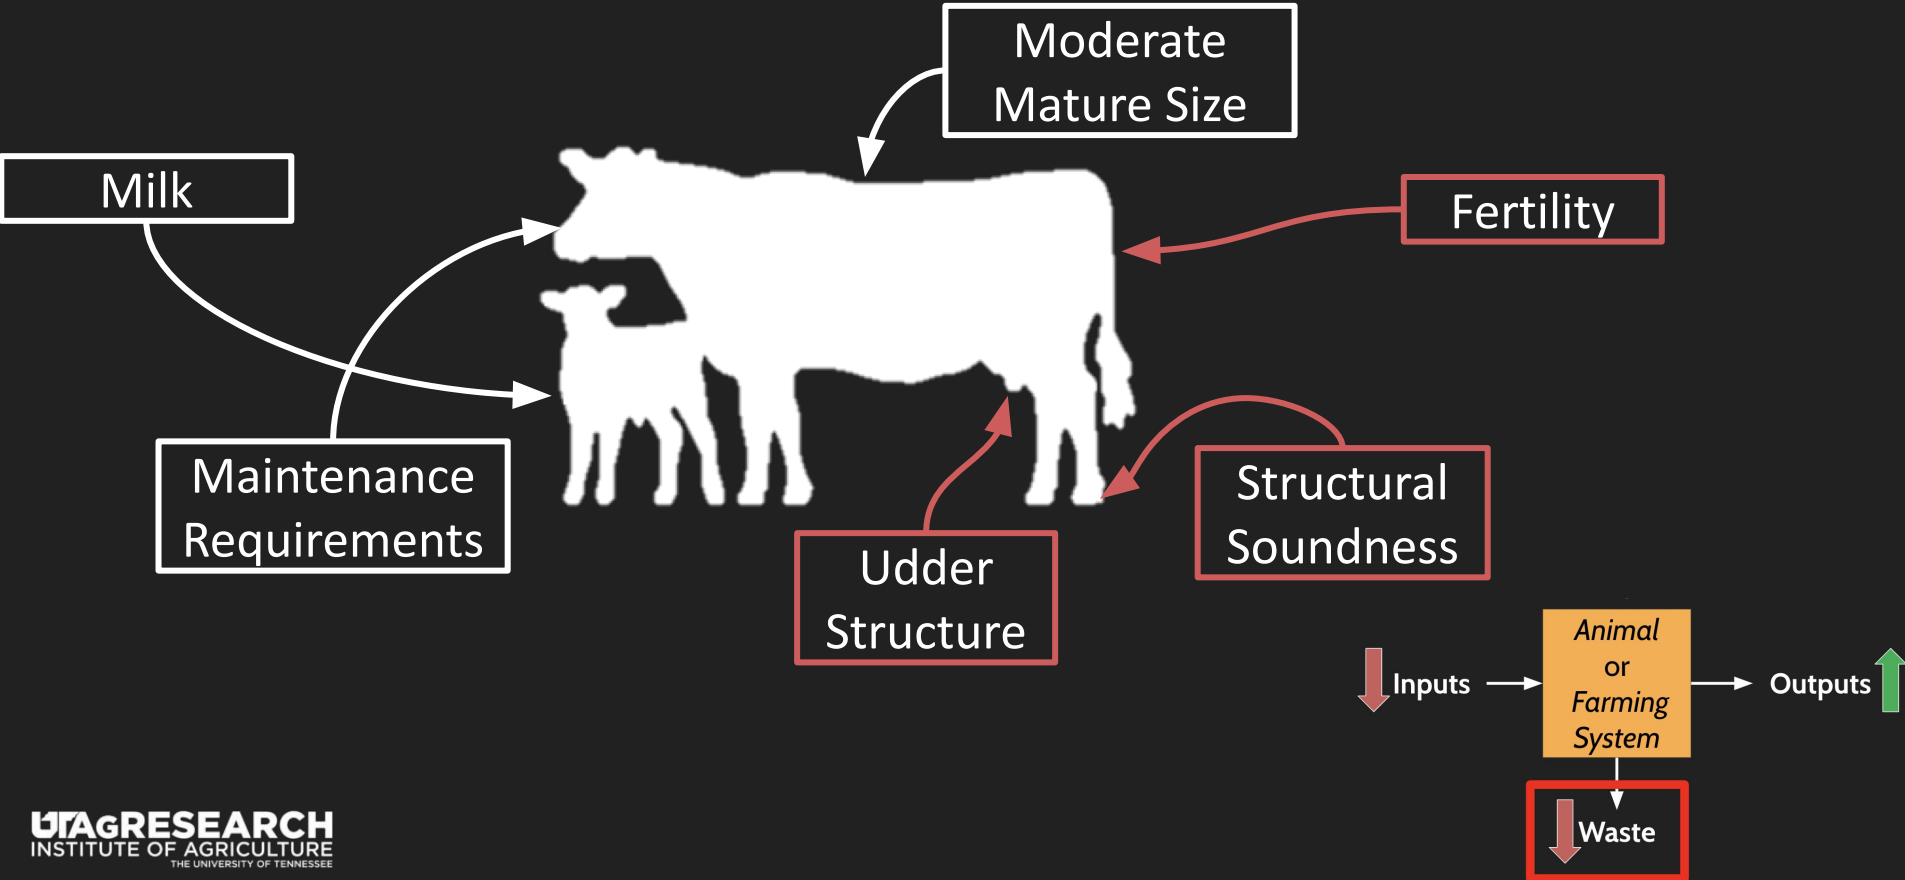 Moderate
Mature Size
Milk
Fertility
Maintenance
Requirements
Structural
Soundness
Udder
Structure
Animal
or
Farming
System
Inputs
Outputs
Waste
UTAGRESEARCH
INSTITUTE OF AGRICULTURE
THE UNIVERSITY OF TENNESSEE